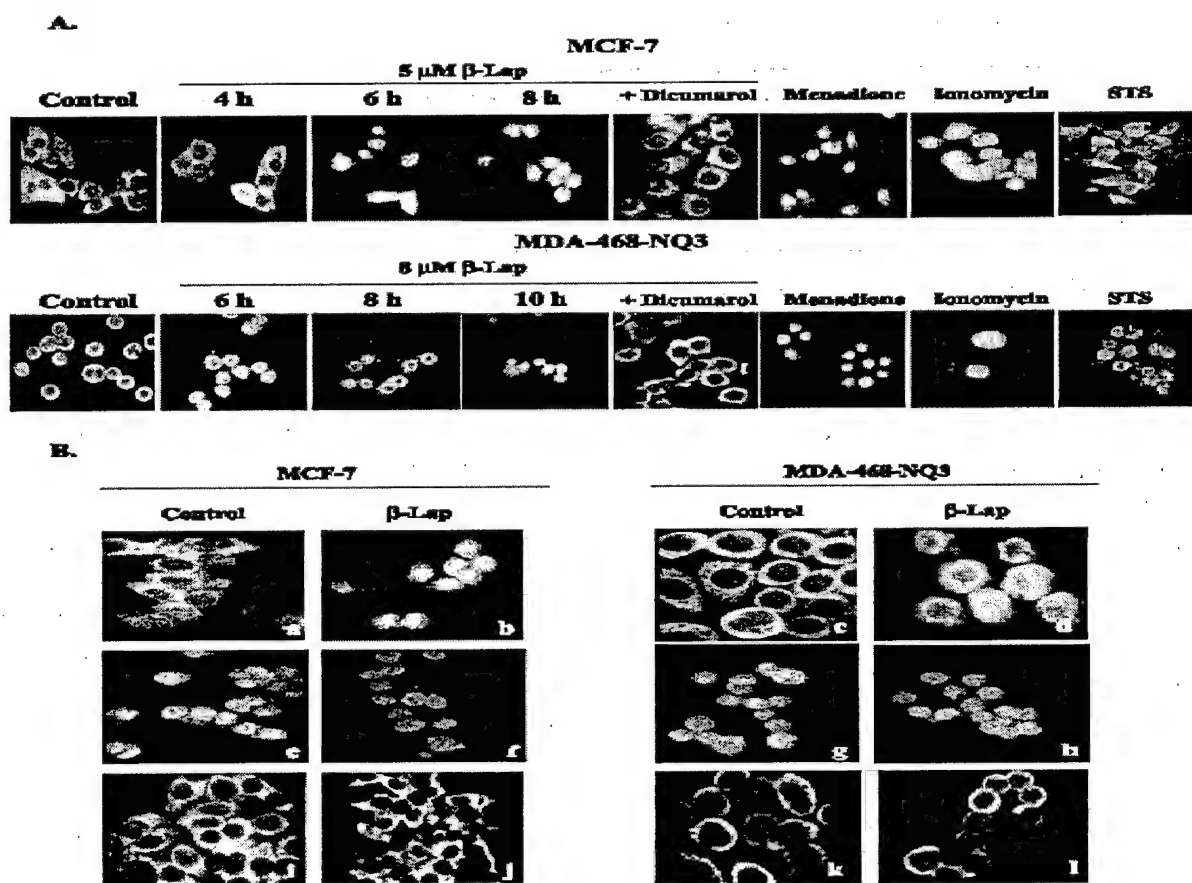 A.
MCF-7
5 µM β-Lap
Control 4 h 6 h 8 h + Dicumarol Menadione Ionomycin STS
MDA-468-NQ3
8 µM β-Lap
Control 6 h 8 h 10 h + Dicumarol Menadione Ionomycin STS
B.
MCF-7 MDA-468-NQ3
Control β-Lap Control β-Lap
a b c d
e f g h
i j k l